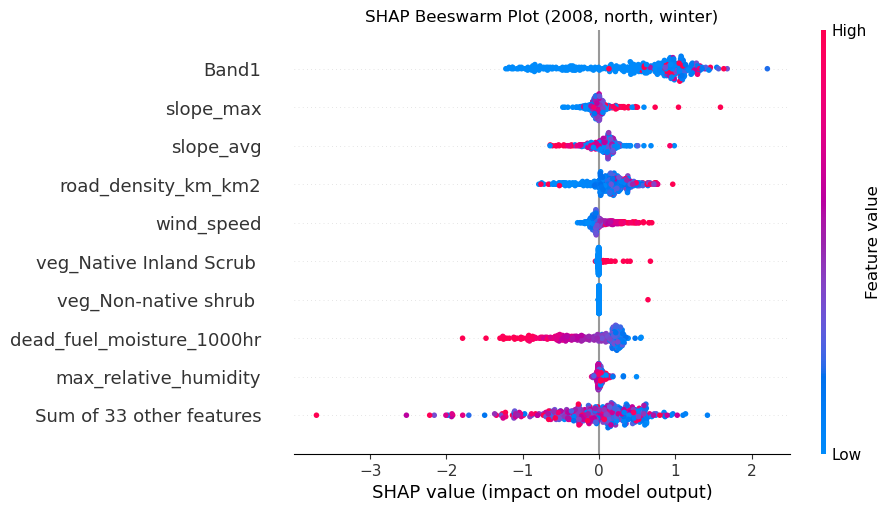 SHAP Beeswarm Plot (2008, north, winter)
High
Band1
slope_max
slope_avg
road_density_km_km2
wind_speed
veg_Native Inland Scrub
veg_Non-native shrub
dead_fuel_moisture_1000hr
max_relative_humidity
Sum of 33 other features
Feature value
Low
−3 −2 −1 0 1 2
SHAP value (impact on model output)